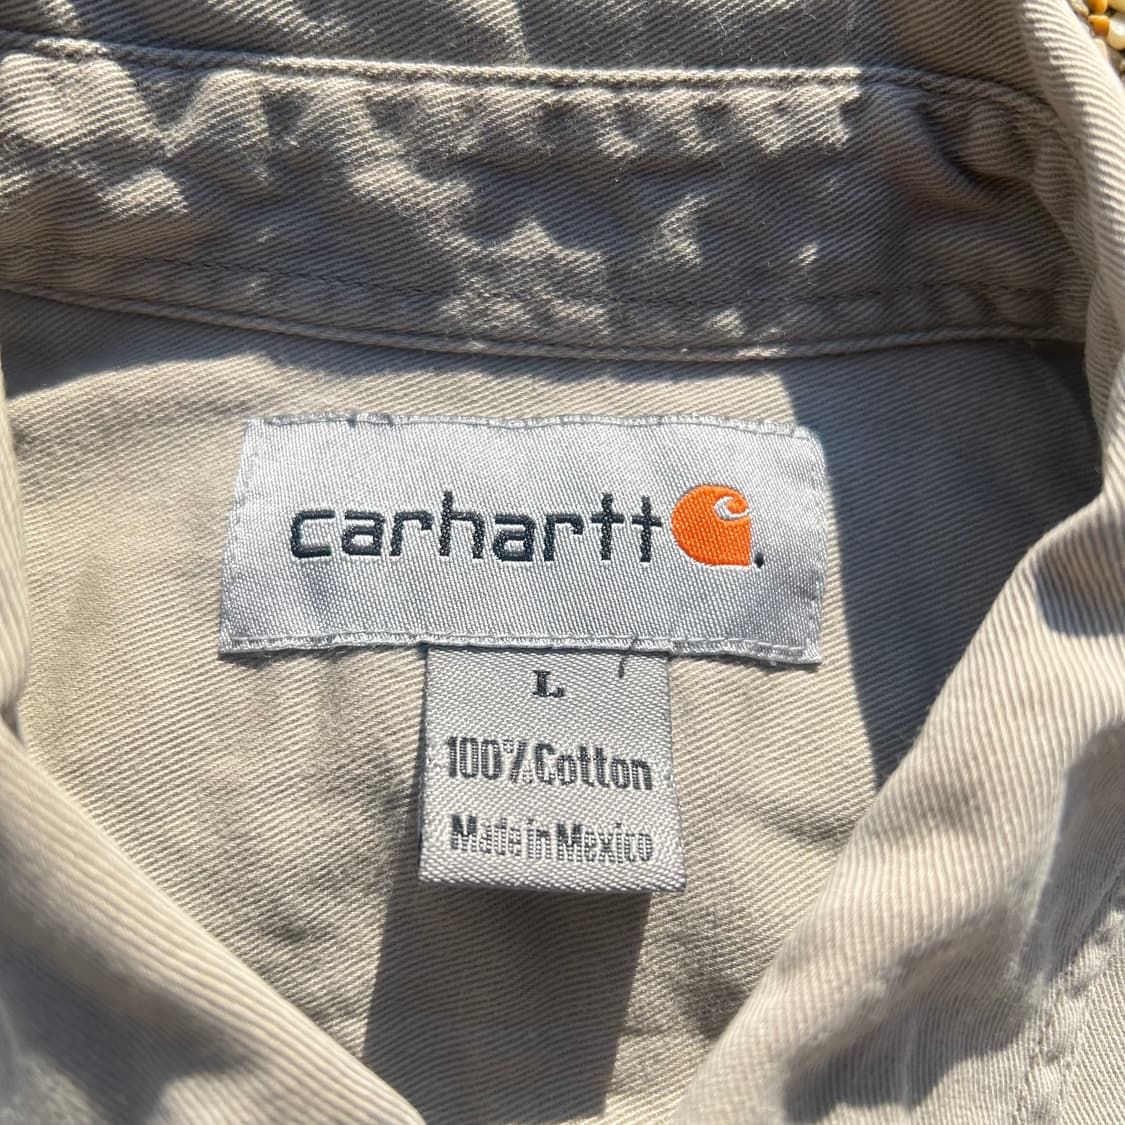 carhartt.
L
100% Cotton
Made in Mexico